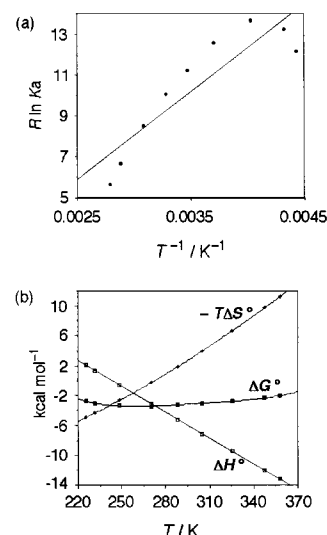 (a)
13
11
9
7
5
R ln Ka
0.0025 0.0035 0.0045
T⁻¹ / K⁻¹
(b)
10
6
2
-2
-6
-10
-14
kcal mol⁻¹
– TΔS°
ΔG°
ΔH°
220 250 280 310 340 370
T / K